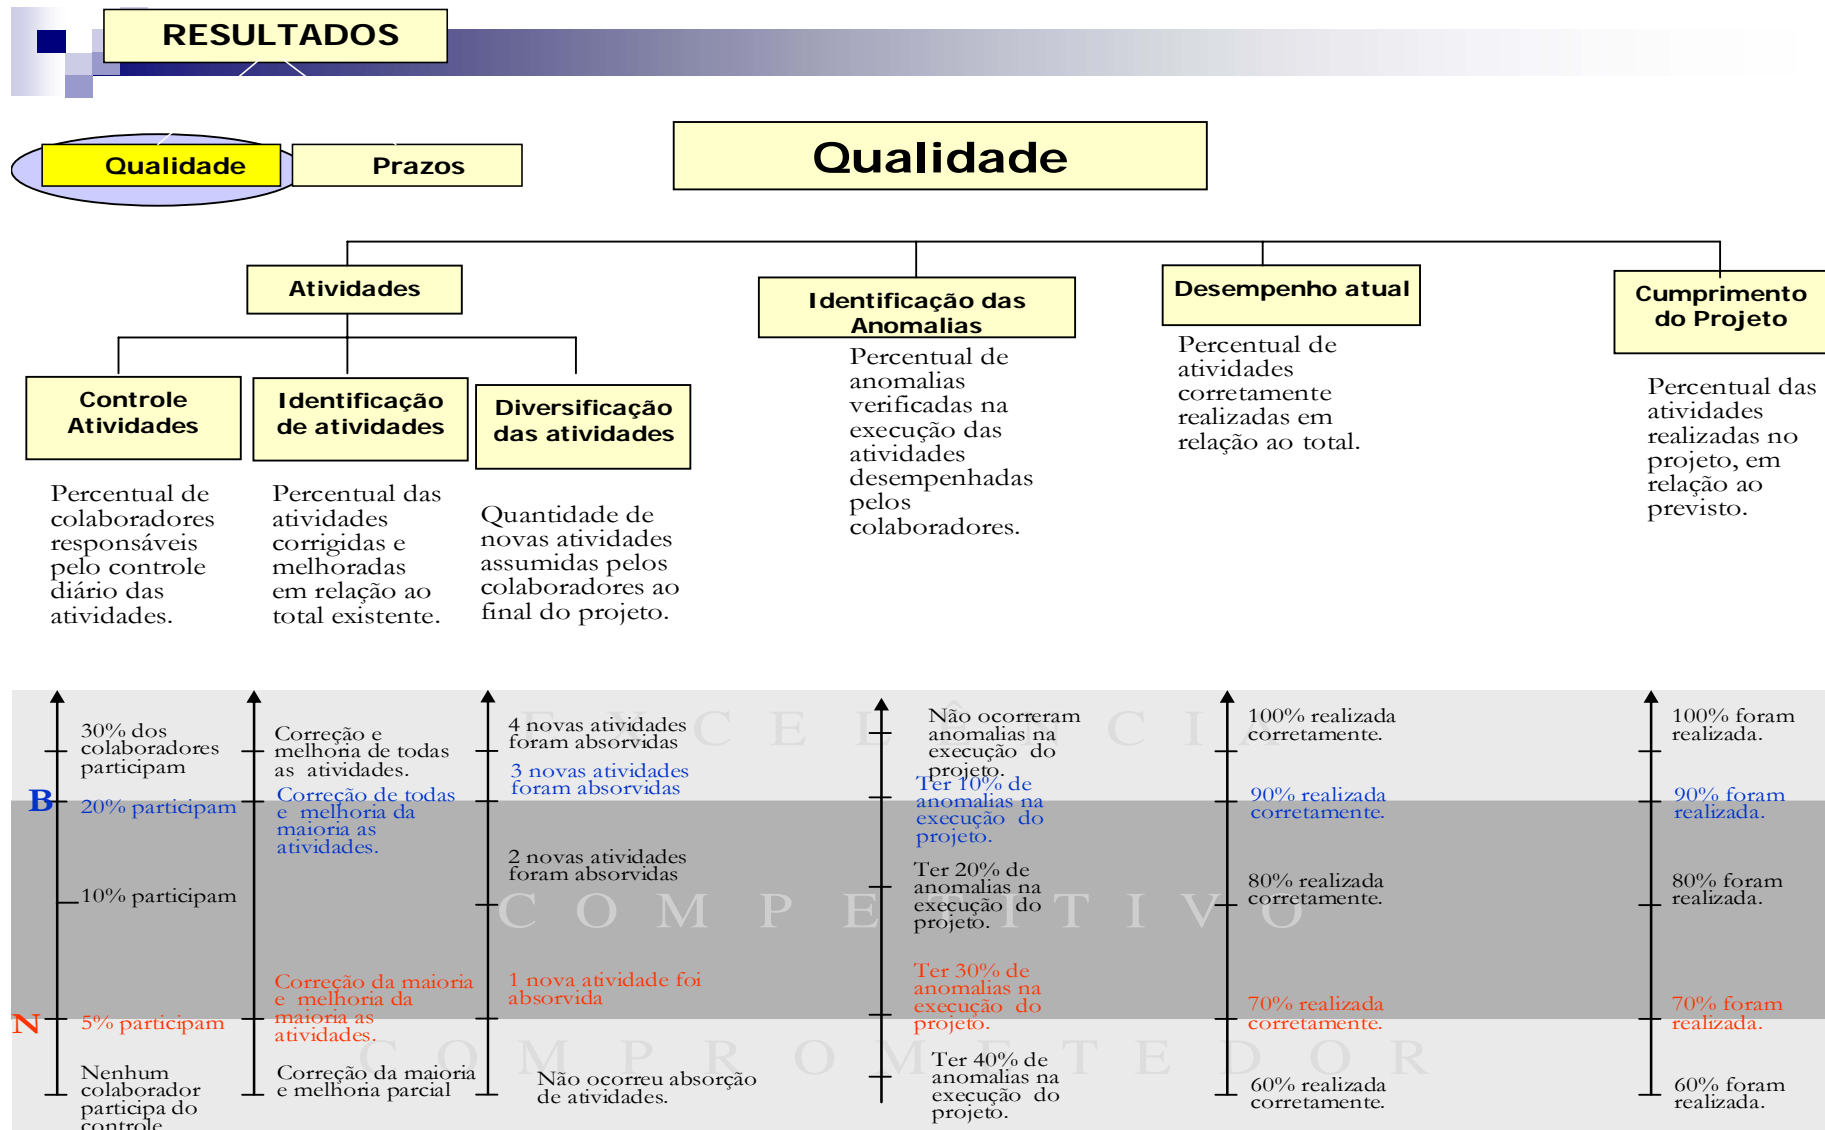 RESULTADOS
Qualidade
Prazos
Qualidade
Atividades
Identificação das
Anomalias
Desempenho atual
Cumprimento
do Projeto
Controle
Atividades
Identificação
de atividades
Diversificação
das atividades
Percentual de
colaboradores
responsáveis
pelo controle
diário das
atividades.
Percentual das
atividades
corrigidas e
melhoradas
em relação ao
total existente.
Quantidade de
novas atividades
assumidas pelos
colaboradores ao
final do projeto.
Percentual de
anomalias
verificadas na
execução das
atividades
desempenhadas
pelos
colaboradores.
Percentual de
atividades
corretamente
realizadas em
relação ao total.
Percentual das
atividades
realizadas no
projeto, em
relação ao
previsto.
EXCELÊNCIA
COMPETITIVO
COMPROMETEDOR
B
N
30% dos
colaboradores
participam
20% participam
10% participam
5% participam
Nenhum
colaborador
participa do
controle
Correção e
melhoria de todas
as atividades.
Correção de todas
e melhoria da
maioria as
atividades.
Correção da maioria
e melhoria da
maioria as
atividades.
Correção da maioria
e melhoria parcial
4 novas atividades
foram absorvidas
3 novas atividades
foram absorvidas
2 novas atividades
foram absorvidas
1 nova atividade foi
absorvida
Não ocorreu absorção
de atividades.
Não ocorreram
anomalias na
execução do
projeto.
Ter 10% de
anomalias na
execução do
projeto.
Ter 20% de
anomalias na
execução do
projeto.
Ter 30% de
anomalias na
execução do
projeto.
Ter 40% de
anomalias na
execução do
projeto.
100% realizada
corretamente.
90% realizada
corretamente.
80% realizada
corretamente.
70% realizada
corretamente.
60% realizada
corretamente.
100% foram
realizada.
90% foram
realizada.
80% foram
realizada.
70% foram
realizada.
60% foram
realizada.